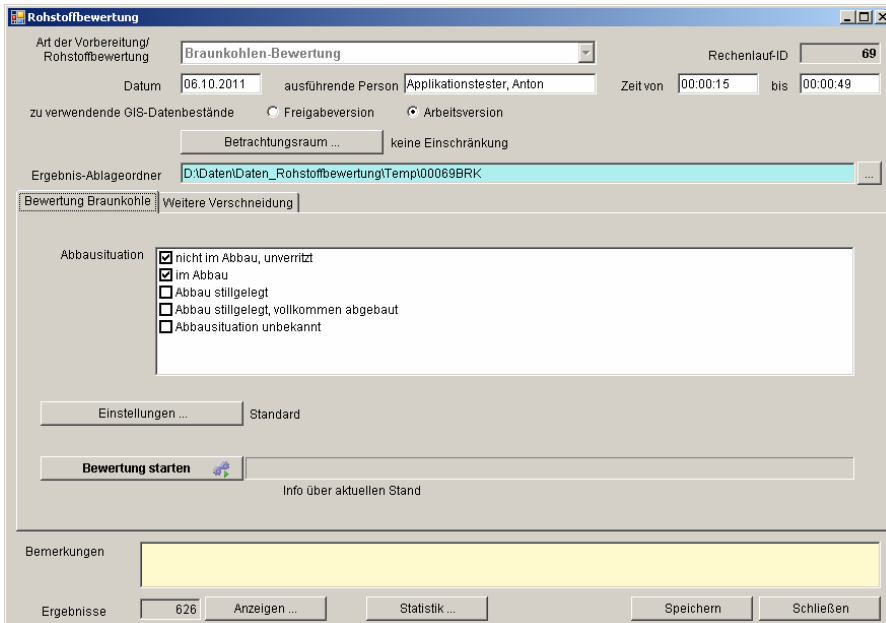 Rohstoffbewertung
Art der Vorbereitung/
Rohstoffbewertung
Braunkohlen-Bewertung
Rechenlauf-ID
69
Datum
06.10.2011
ausführende Person
Applikationstester, Anton
Zeit von
00:00:15
bis
00:00:49
zu verwendende GIS-Datenbestände
Freigabeversion
Arbeitsversion
Betrachtungsraum ...
keine Einschränkung
Ergebnis-Ablageordner
D:\Daten\Daten_Rohstoffbewertung\Temp\00069BRK
...
Bewertung Braunkohle
Weitere Verschneidung
Abbausituation
nicht im Abbau, unverritzt
im Abbau
Abbau stillgelegt
Abbau stillgelegt, vollkommen abgebaut
Abbausituation unbekannt
Einstellungen ...
Standard
Bewertung starten
Info über aktuellen Stand
Bemerkungen
Ergebnisse
626
Anzeigen ...
Statistik ...
Speichern
Schließen